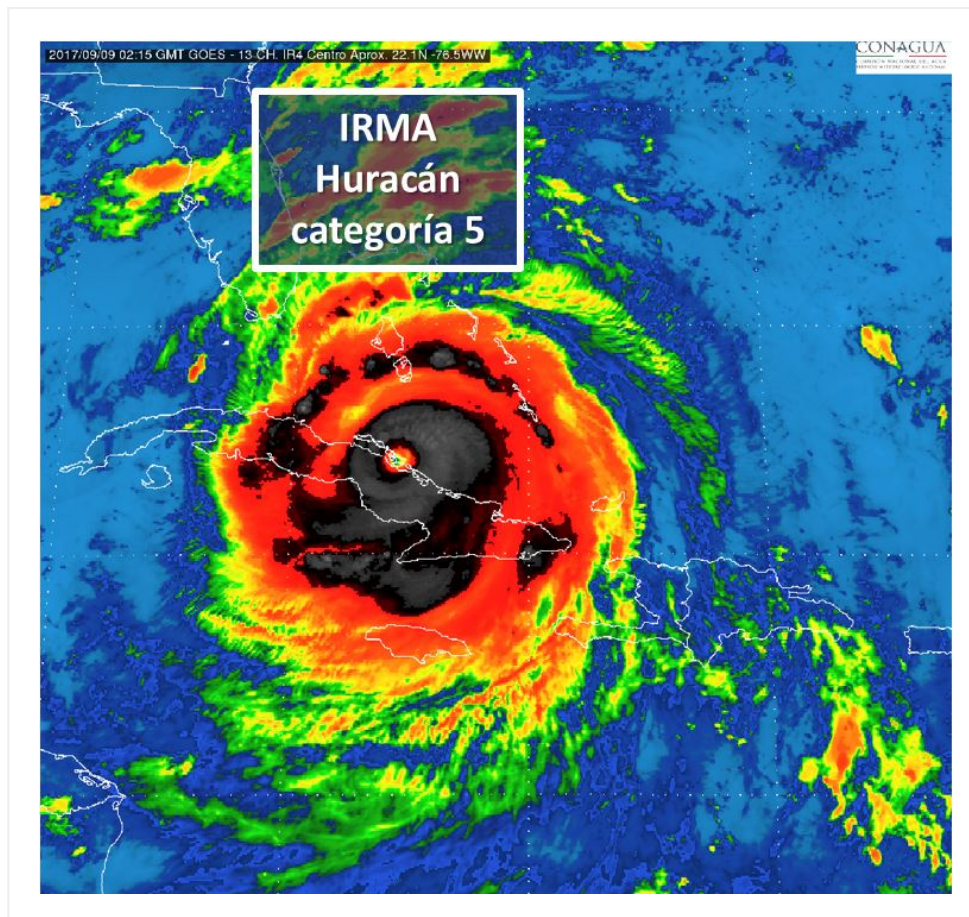 2017/09/09 02:15 GMT GOES - 13 CH. IR4 Centro Aprox. 22.1N -76.5WW
CONAGUA
IRMA
Huracán
categoría 5